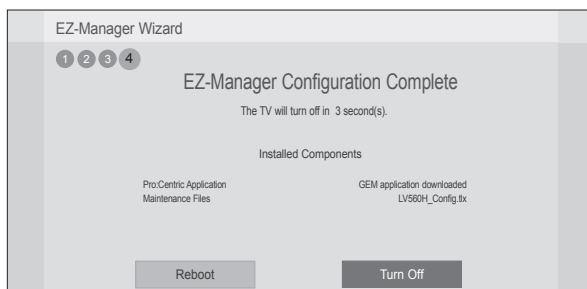 EZ-Manager Wizard
1 2 3 4
EZ-Manager Configuration Complete
The TV will turn off in 3 second(s).
Installed Components
Pro:Centric Application GEM application downloaded
Maintenance Files LV560H_Config.tlx
Reboot Turn Off